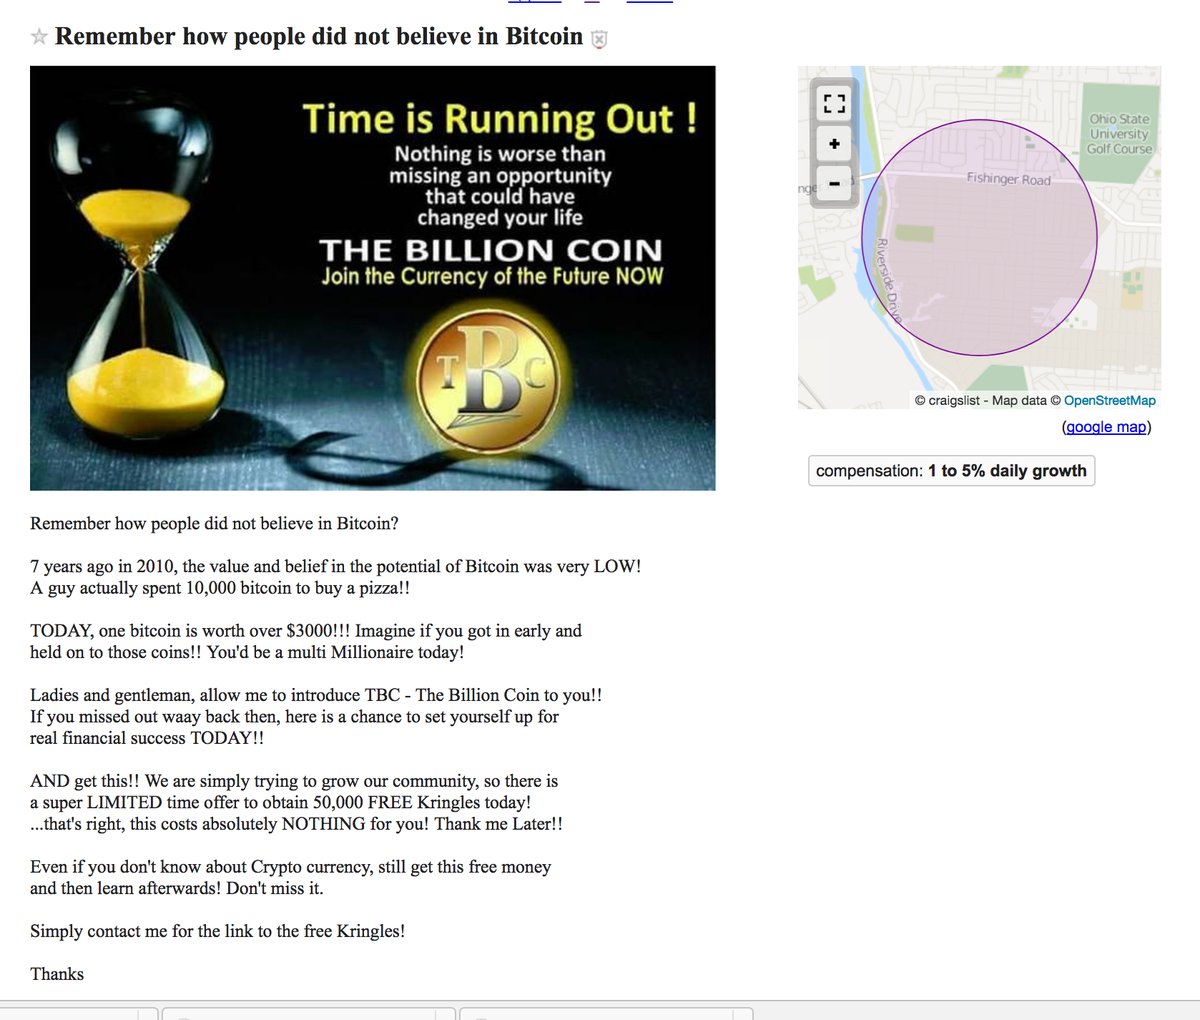 Remember how people did not believe in Bitcoin
Time is Running Out !
Nothing is worse than
missing an opportunity
that could have
changed your life
THE BILLION COIN
Join the Currency of the Future NOW
T B C
+
-
Ohio State
University
Golf Course
Fishinger Road
Riverside Drive
© craigslist - Map data © OpenStreetMap
(google map)
compensation: 1 to 5% daily growth
Remember how people did not believe in Bitcoin?
7 years ago in 2010, the value and belief in the potential of Bitcoin was very LOW!
A guy actually spent 10,000 bitcoin to buy a pizza!!
TODAY, one bitcoin is worth over $3000!!! Imagine if you got in early and
held on to those coins!! You'd be a multi Millionaire today!
Ladies and gentleman, allow me to introduce TBC - The Billion Coin to you!!
If you missed out waay back then, here is a chance to set yourself up for
real financial success TODAY!!
AND get this!! We are simply trying to grow our community, so there is
a super LIMITED time offer to obtain 50,000 FREE Kringles today!
...that's right, this costs absolutely NOTHING for you! Thank me Later!!
Even if you don't know about Crypto currency, still get this free money
and then learn afterwards! Don't miss it.
Simply contact me for the link to the free Kringles!
Thanks